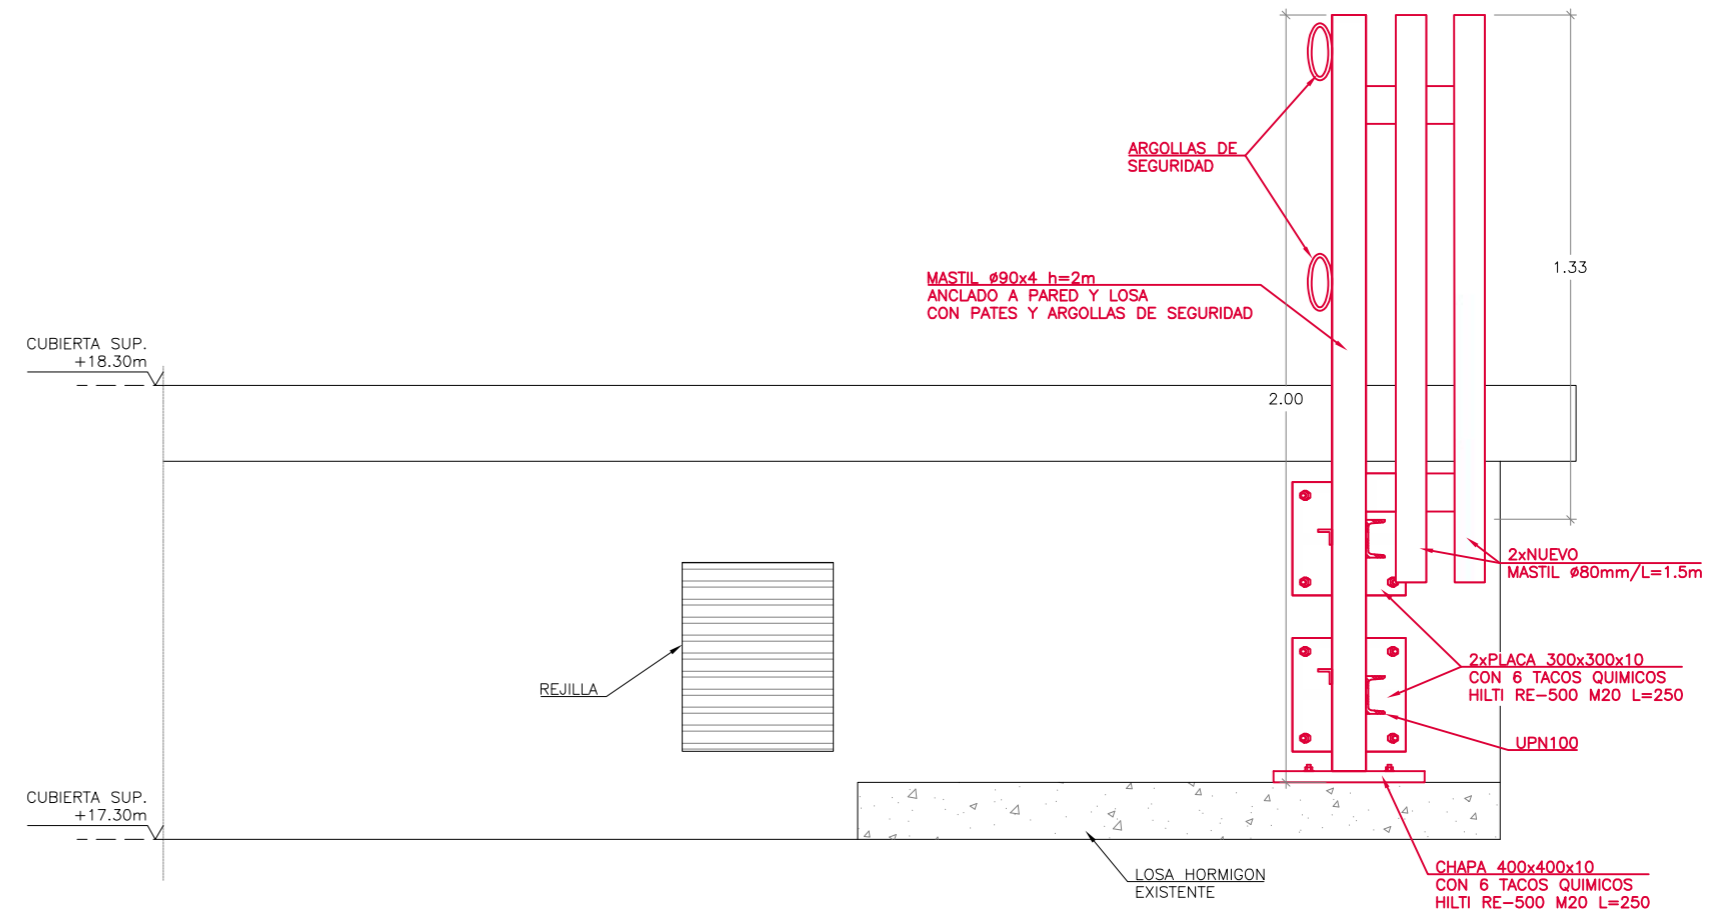 ARGOLLAS DE
SEGURIDAD
MASTIL ø90x4 h=2m
ANCLADO A PARED Y LOSA
CON PATES Y ARGOLLAS DE SEGURIDAD
1.33
CUBIERTA SUP.
+18.30m
2.00
2xNUEVO
MASTIL ø80mm/L=1.5m
REJILLA
2xPLACA 300x300x10
CON 6 TACOS QUIMICOS
HILTI RE-500 M20 L=250
UPN100
CUBIERTA SUP.
+17.30m
LOSA HORMIGON
EXISTENTE
CHAPA 400x400x10
CON 6 TACOS QUIMICOS
HILTI RE-500 M20 L=250